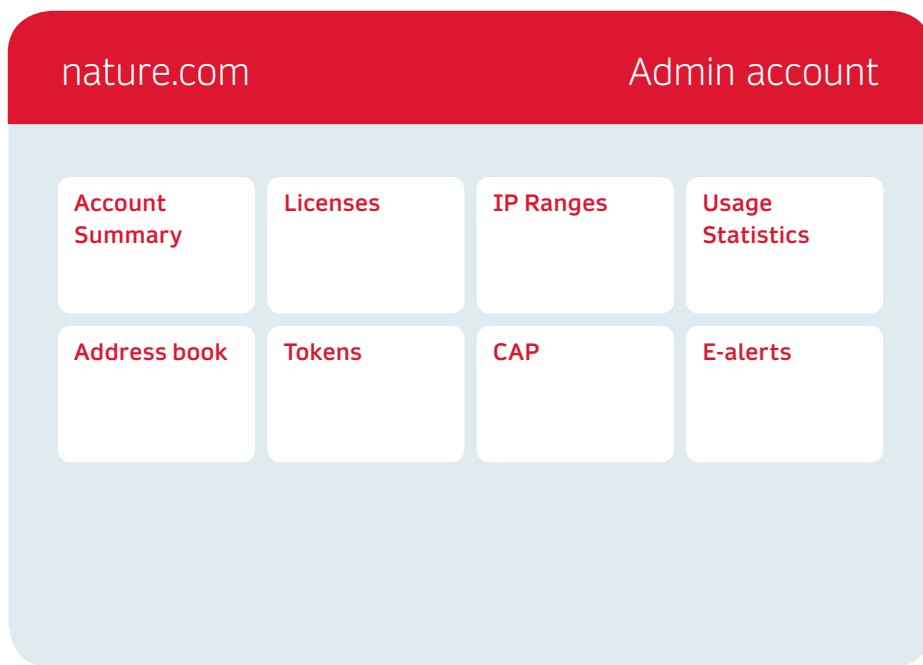 nature.com Admin account
Account Licenses IP Ranges Usage
Summary Statistics
Address book Tokens CAP E-alerts